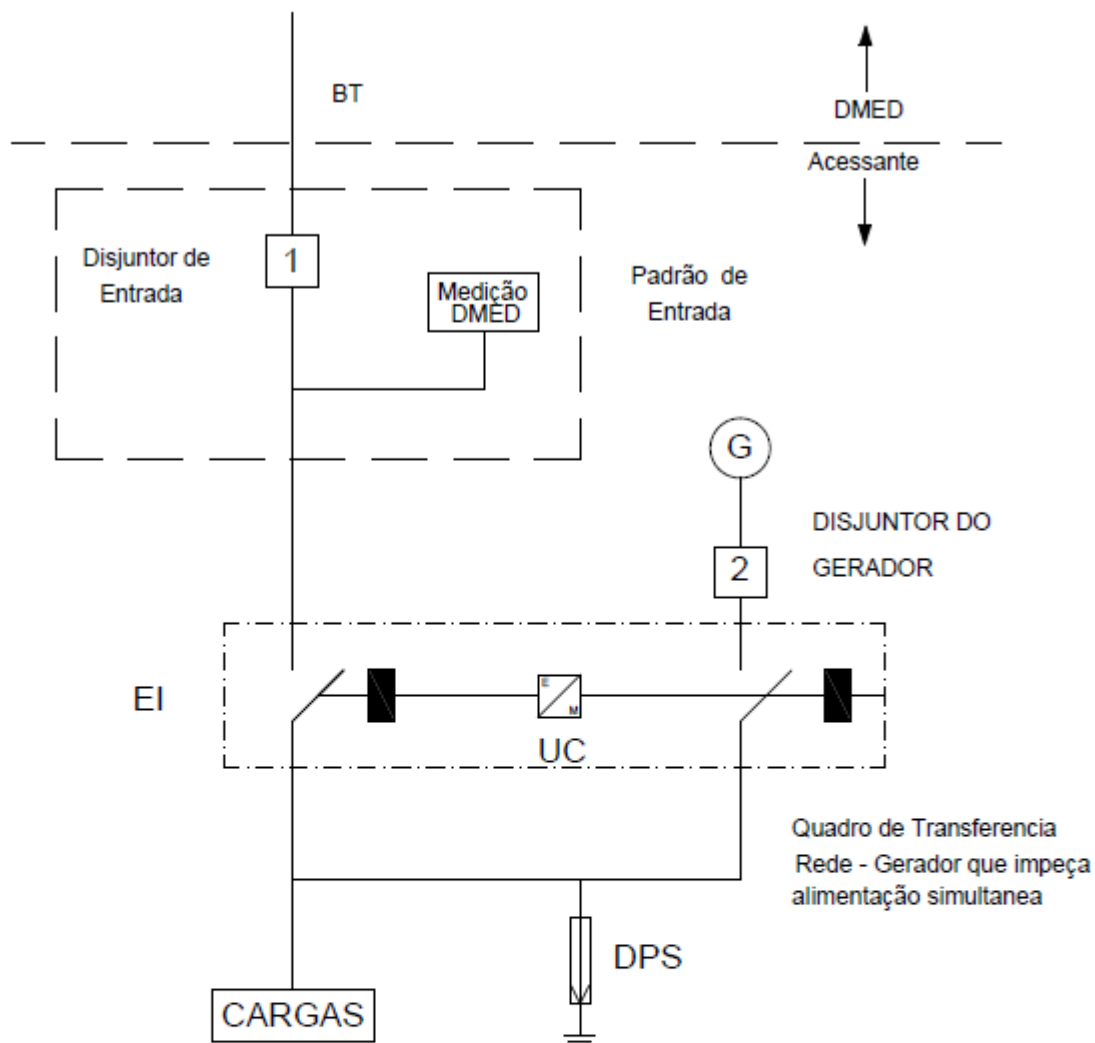 BT
DMED
Acessante
Disjuntor de
Entrada
1
Medição
DMED
Padrão de
Entrada
G
DISJUNTOR DO
GERADOR
2
EI
E
M
UC
Quadro de Transferencia
Rede - Gerador que impeça
alimentação simultanea
DPS
CARGAS